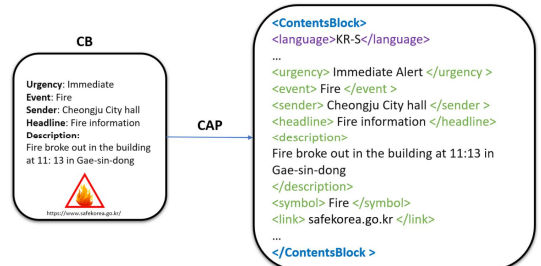 CB
Urgency: Immediate
Event: Fire
Sender: Cheongju City hall
Headline: Fire information
Description:
Fire broke out in the building
at 11: 13 in Gae-sin-dong
https://www.safekorea.go.kr/
CAP
<ContentsBlock>
<language>KR-S</language>
...
<urgency> Immediate Alert </urgency >
<event> Fire </event >
<sender> Cheongju City hall </sender >
<headline> Fire information </headline>
<description>
Fire broke out in the building at 11:13 in
Gae-sin-dong
</description>
<symbol> Fire </symbol>
<link> safekorea.go.kr </link>
...
</ContentsBlock >